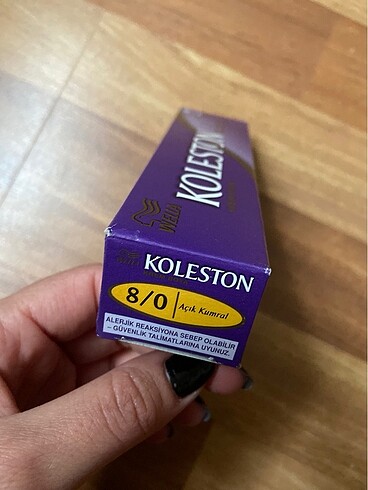 Wella
KOLESTON
KOLESTON
8/0 Açık Kumral
ALERJİK REAKSİYONA SEBEP OLABİLİR
– GÜVENLİK TALİMATLARINA UYUNUZ.